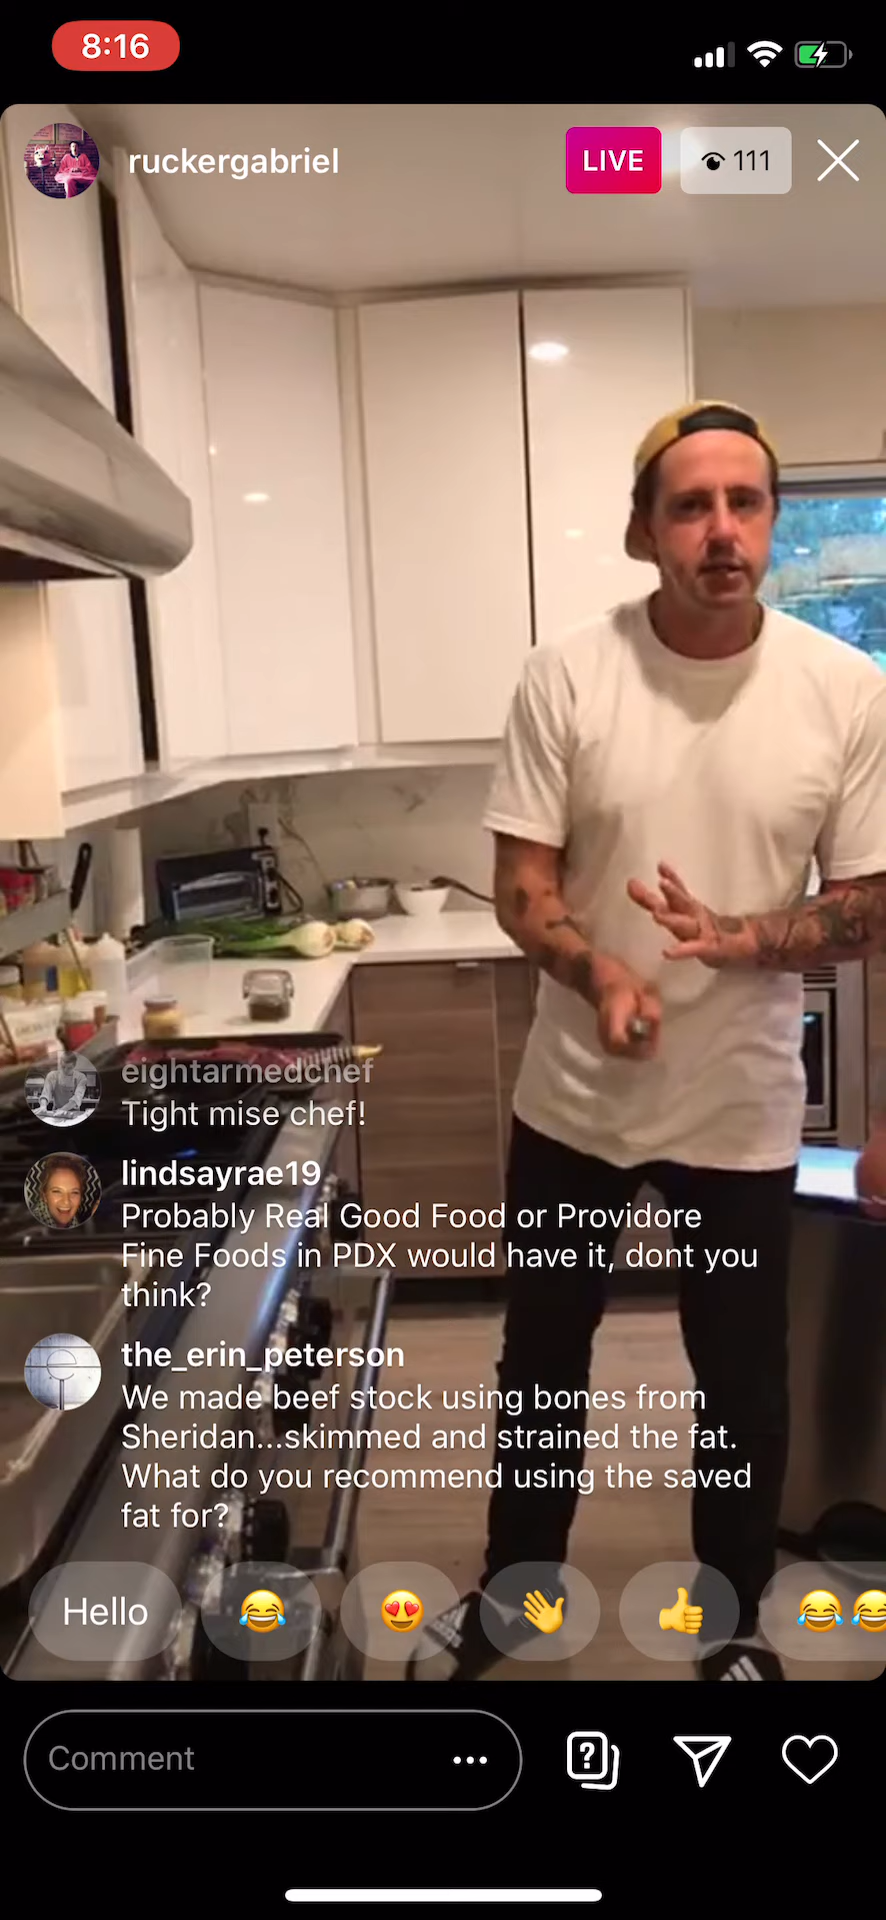 8:16
ruckergabriel
LIVE
111
eightarmedchef
Tight mise chef!
lindsayrae19
Probably Real Good Food or Providore
Fine Foods in PDX would have it, dont you
think?
the_erin_peterson
We made beef stock using bones from
Sheridan...skimmed and strained the fat.
What do you recommend using the saved
fat for?
Hello
Comment